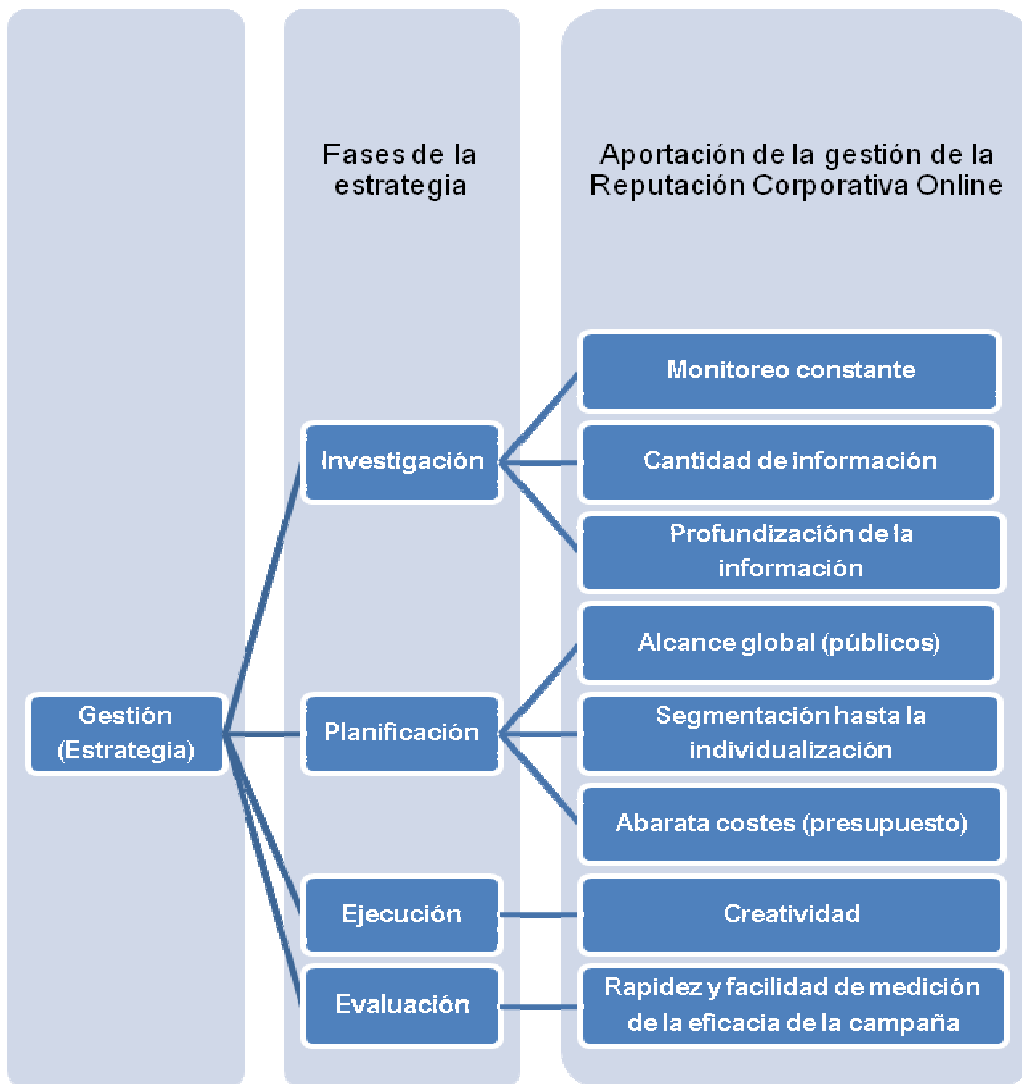 Fases de la
estrategia
Aportación de la gestión de la
Reputación Corporativa Online
Gestión
(Estrategia)
Investigación
Monitoreo constante
Cantidad de información
Profundización de la
información
Planificación
Alcance global (públicos)
Segmentación hasta la
individualización
Abarata costes (presupuesto)
Ejecución
Creatividad
Evaluación
Rapidez y facilidad de medición
de la eficacia de la campaña